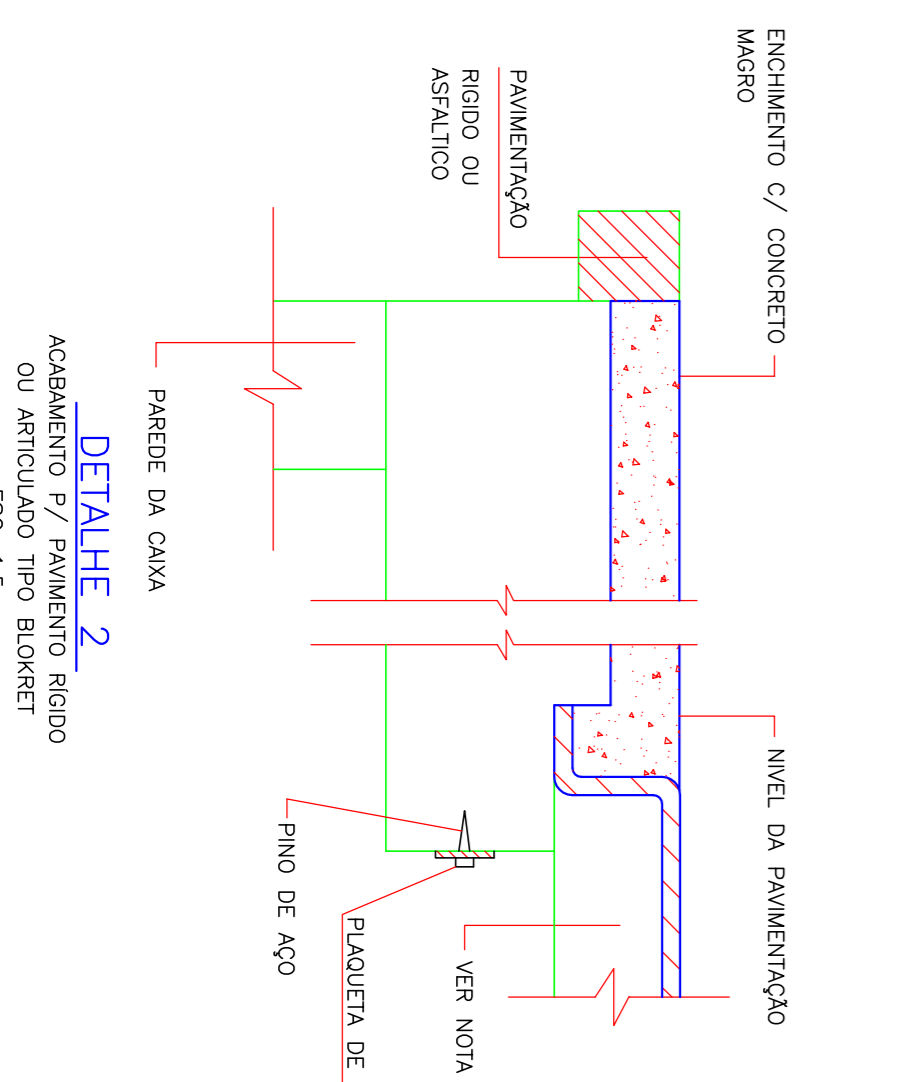 ENCHIMENTO C/ CONCRETO
MAGRO
NIVEL DA PAVIMENTAÇÃO
PAVIMENTAÇÃO
RIGIDO OU
ASFALTICO
VER NOTA
PLAQUETA DE
PINO DE AÇO
PAREDE DA CAIXA
DETALHE 2
ACABAMENTO P/ PAVIMENTO RÍGIDO
OU ARTICULADO TIPO BLOKRET